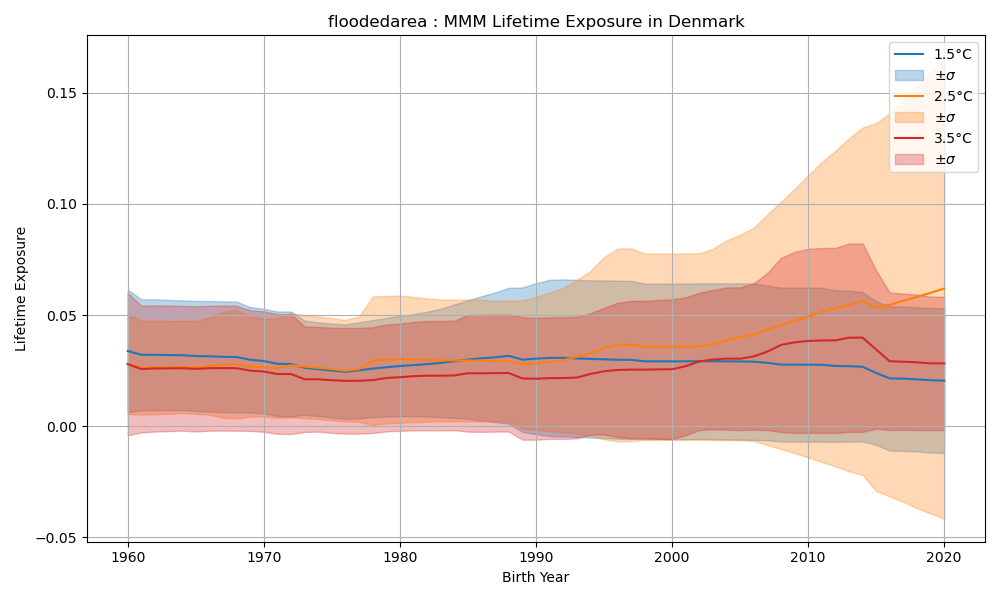 floodedarea : MMM Lifetime Exposure in Denmark
1.5°C
±σ
2.5°C
±σ
3.5°C
±σ
0.15
0.10
0.05
0.00
−0.05
Lifetime Exposure
1960 1970 1980 1990 2000 2010 2020
Birth Year